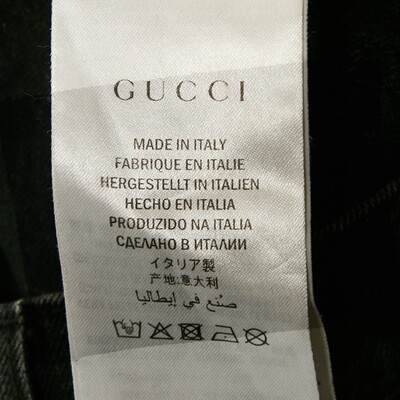 GUCCI
MADE IN ITALY
FABRIQUE EN ITALIE
HERGESTELLT IN ITALIEN
HECHO EN ITALIA
PRODUZIDO NA ITALIA
СДЕЛАНО В ИТАЛИИ
イタリア製
产地:意大利
صُنع في إيطاليا